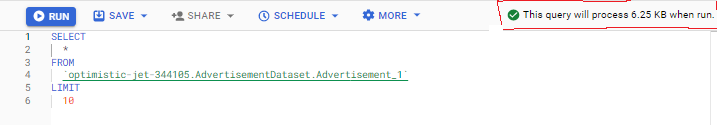 RUN SAVE SHARE SCHEDULE MORE This query will process 6.25 KB when run.
1 SELECT
2 *
3 FROM
4 `optimistic-jet-344105.AdvertisementDataset.Advertisement_1`
5 LIMIT
6 10